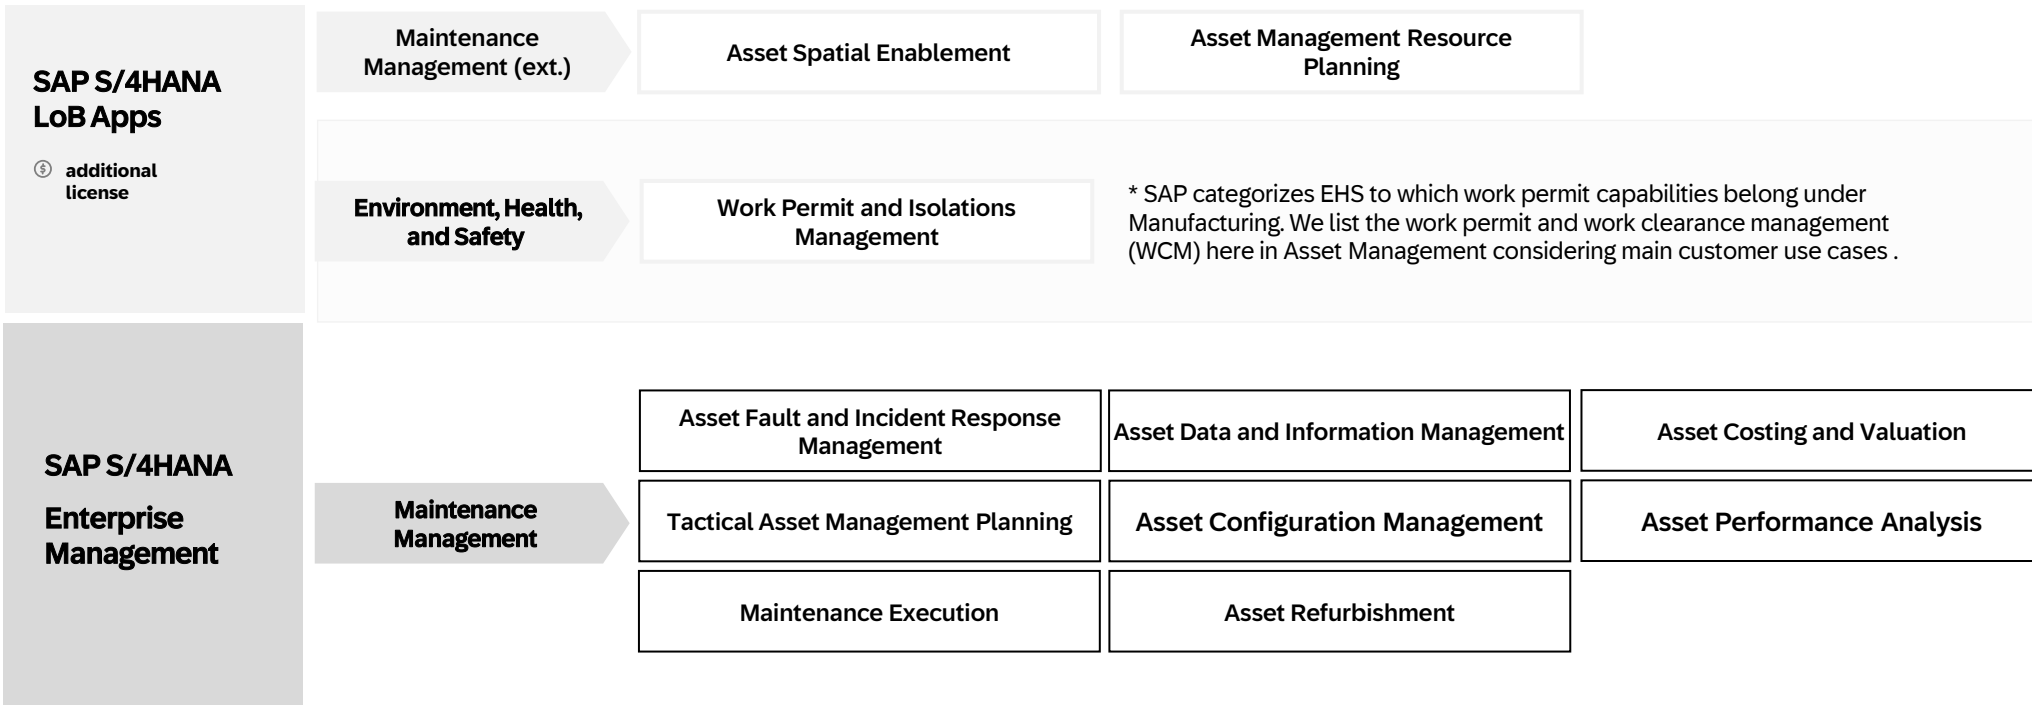 SAP S/4HANA
LoB Apps
additional
license
Maintenance
Management (ext.)
Asset Spatial Enablement
Asset Management Resource
Planning
Environment, Health,
and Safety
Work Permit and Isolations
Management
* SAP categorizes EHS to which work permit capabilities belong under
Manufacturing. We list the work permit and work clearance management
(WCM) here in Asset Management considering main customer use cases .
SAP S/4HANA
Enterprise
Management
Maintenance
Management
Asset Fault and Incident Response
Management
Asset Data and Information Management
Asset Costing and Valuation
Tactical Asset Management Planning
Asset Configuration Management
Asset Performance Analysis
Maintenance Execution
Asset Refurbishment